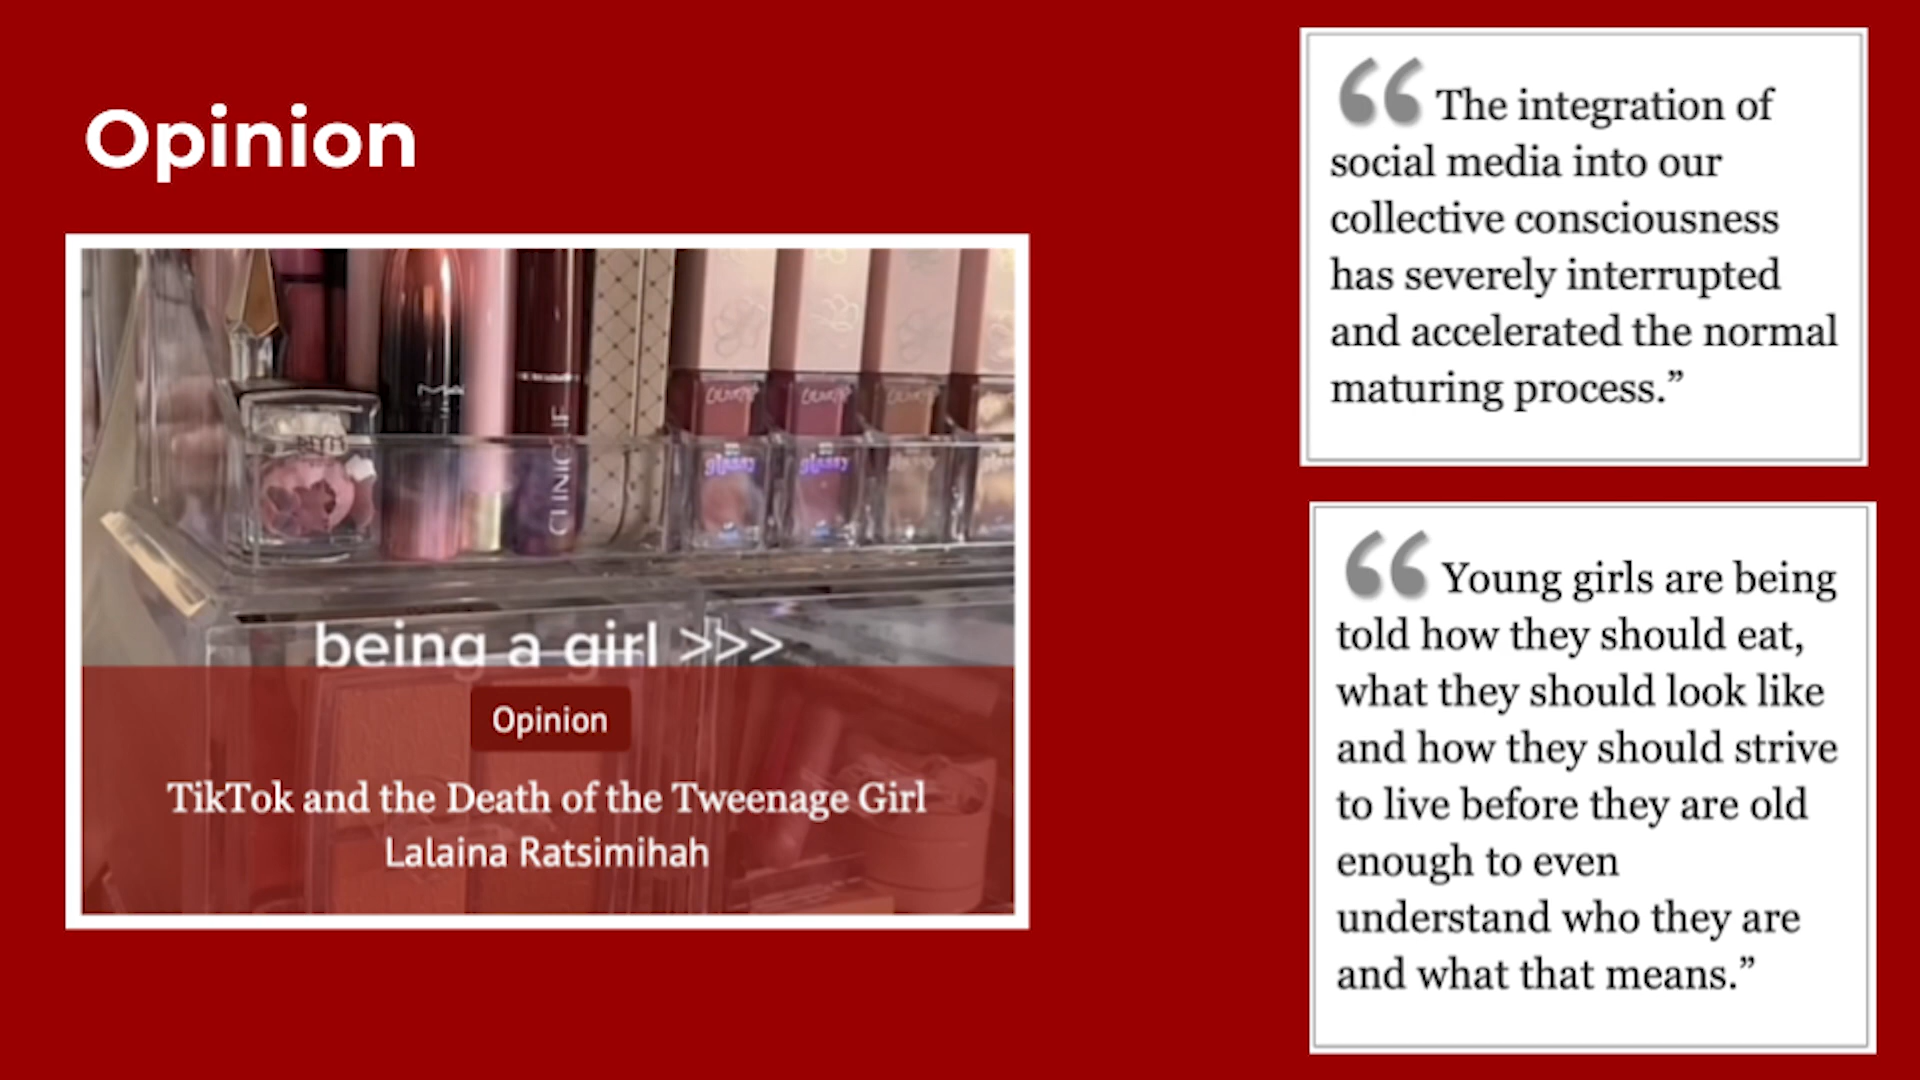 Opinion
MAC
NYX
CLINIQUE
being a girl >>>
Opinion
TikTok and the Death of the Tweenage Girl
Lalaina Ratsimihah
“ The integration of
social media into our
collective consciousness
has severely interrupted
and accelerated the normal
maturing process.”
“ Young girls are being
told how they should eat,
what they should look like
and how they should strive
to live before they are old
enough to even
understand who they are
and what that means.”